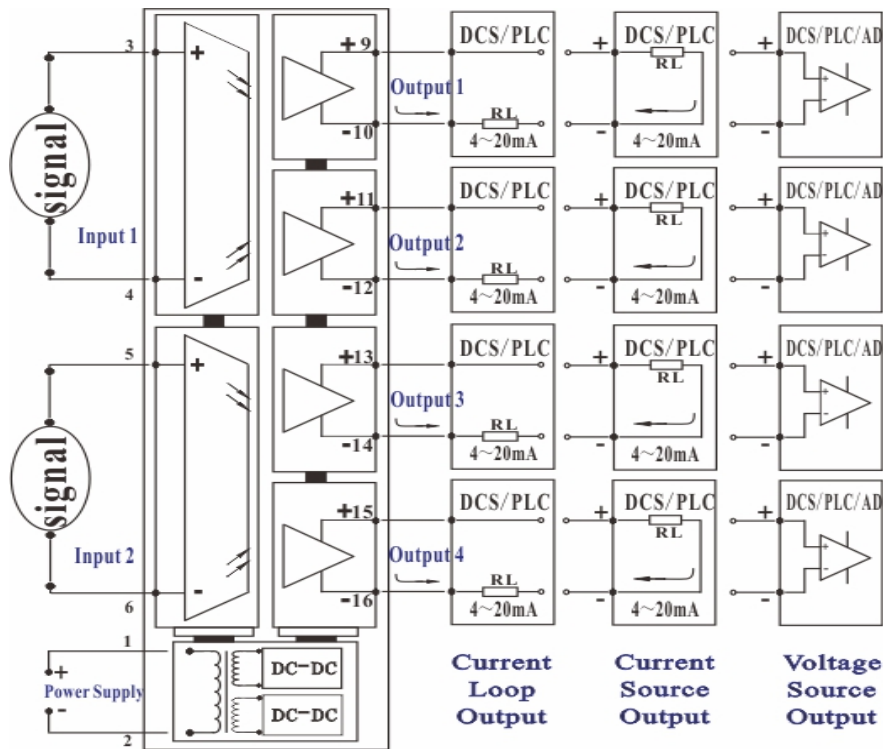 3
signal
4
Input 1
+
-
5
signal
6
Input 2
+
-
1
+
Power Supply
-
2
DC-DC
DC-DC
+9
-10
Output 1
DCS/PLC
RL
4~20mA
+
-
DCS/PLC
RL
4~20mA
+
-
DCS/PLC/AD
+
-
+11
-12
Output 2
DCS/PLC
RL
4~20mA
+
-
DCS/PLC
RL
4~20mA
+
-
DCS/PLC/AD
+
-
+13
-14
Output 3
DCS/PLC
RL
4~20mA
+
-
DCS/PLC
RL
4~20mA
+
-
DCS/PLC/AD
+
-
+15
-16
Output 4
DCS/PLC
RL
4~20mA
+
-
DCS/PLC
RL
4~20mA
+
-
DCS/PLC/AD
+
-
Current
Loop
Output
Current
Source
Output
Voltage
Source
Output